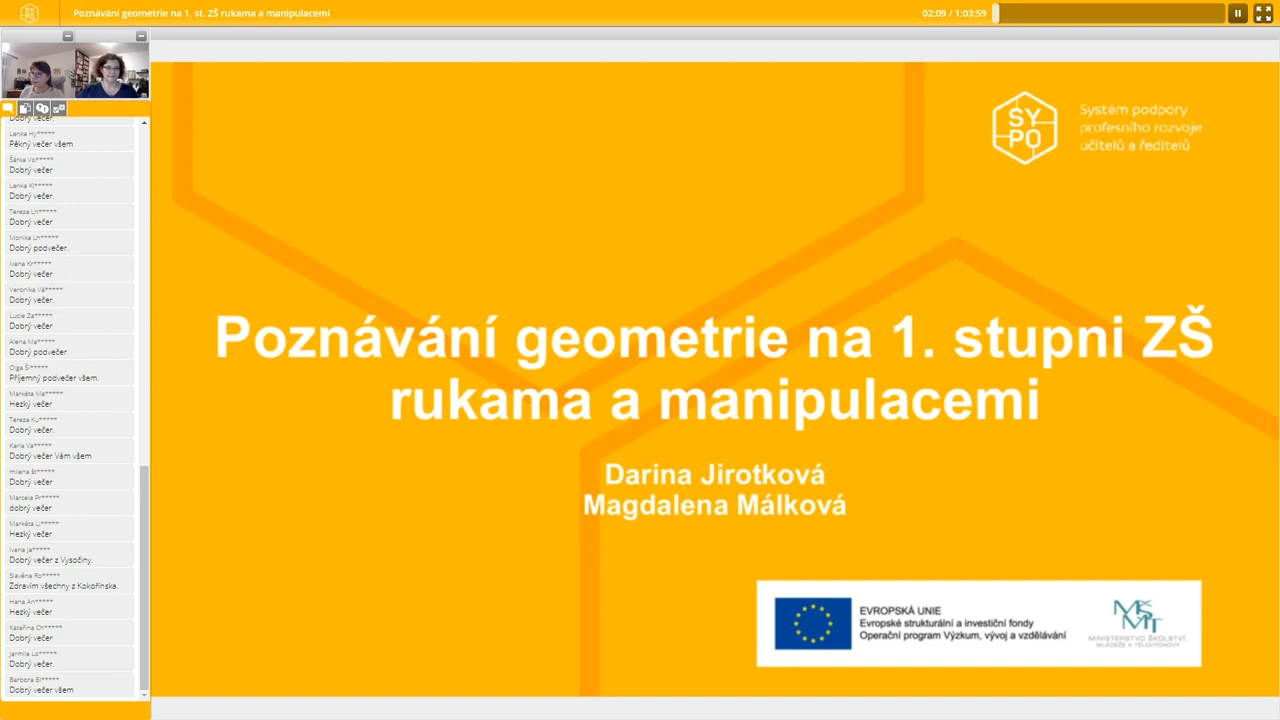 Poznávání geometrie na 1. st. ZŠ rukama a manipulacemi
02:09 / 1:03:59
Dobrý večer.
Lenka Hy*****
Pěkný večer všem
Šárka Vo*****
Dobrý večer
Lenka Kl*****
Dobrý večer.
Tereza Ln*****
Dobrý večer
Monika Lh*****
Dobrý podvečer.
Ivana Kr*****
Dobrý večer
Veronika Vá*****
Dobrý večer.
Lucie Za*****
Dobrý večer
Alena Ma*****
Dobrý podvečer
Olga Šl*****
Příjemný podvečer všem.
Markéta Ma*****
Hezký večer
Tereza Ku*****
Dobrý večer.
Karla Va*****
Dobrý večer Vám všem
milena št*****
Dobrý večer
Marcela Pr*****
dobrý večer
Markéta Li*****
Hezký večer
Ivana Ja*****
Dobrý večer z Vysočiny.
Slavěna Ro*****
Zdravím všechny z Kokořínska.
Hana An*****
Hezký večer
Kateřina Ch*****
Dobrý večer
Jarmila Lo*****
Dobrý večer.
Barbora Bl*****
Dobrý večer všem
SY
PO
Systém podpory
profesního rozvoje
učitelů a ředitelů
Poznávání geometrie na 1. stupni ZŠ
rukama a manipulacemi
Darina Jirotková
Magdalena Málková
EVROPSKÁ UNIE
Evropské strukturální a investiční fondy
Operační program Výzkum, vývoj a vzdělávání
MŠMT
MINISTERSTVO ŠKOLSTVÍ,
MLÁDEŽE A TĚLOVÝCHOVY